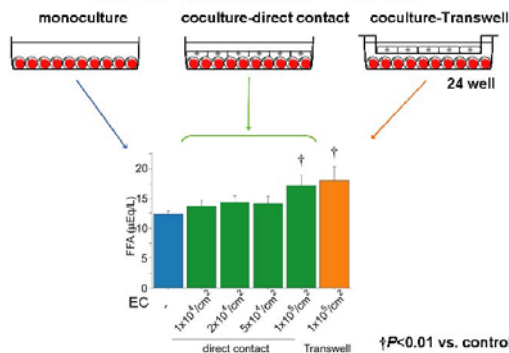 monoculture
coculture-direct contact
coculture-Transwell
24 well
† †
20
15
10
5
0
FFA (µEq/L)
EC - 1x10⁴/cm² 2x10⁴/cm² 5x10⁴/cm² 1x10⁵/cm² 1x10⁵/cm²
direct contact Transwell
†P<0.01 vs. control